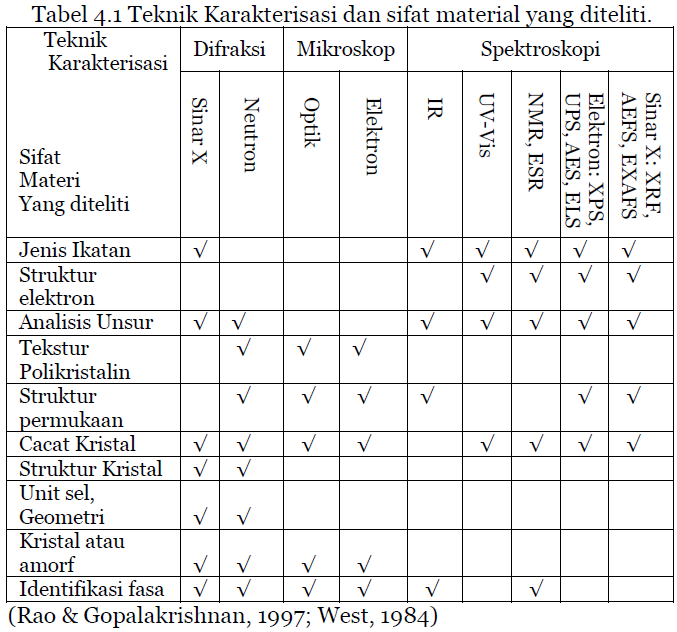 Tabel 4.1 Teknik Karakterisasi dan sifat material yang diteliti.
Teknik
Karakterisasi
Difraksi
Mikroskop
Spektroskopi
Sifat
Materi
Yang diteliti
Sinar X
Neutron
Optik
Elektron
IR
UV-Vis
NMR, ESR
Elektron: XPS,
UPS, AES, ELS
Sinar X: XRF,
AEFS, EXAFS
Jenis Ikatan √ √ √ √ √ √
Struktur
elektron √ √ √ √
Analisis Unsur √ √ √ √ √ √ √
Tekstur
Polikristalin √ √ √
Struktur
permukaan √ √ √ √ √ √
Cacat Kristal √ √ √ √ √ √ √ √
Struktur Kristal √ √
Unit sel,
Geometri √ √
Kristal atau
amorf √ √ √ √
Identifikasi fasa √ √ √ √ √ √
(Rao & Gopalakrishnan, 1997; West, 1984)